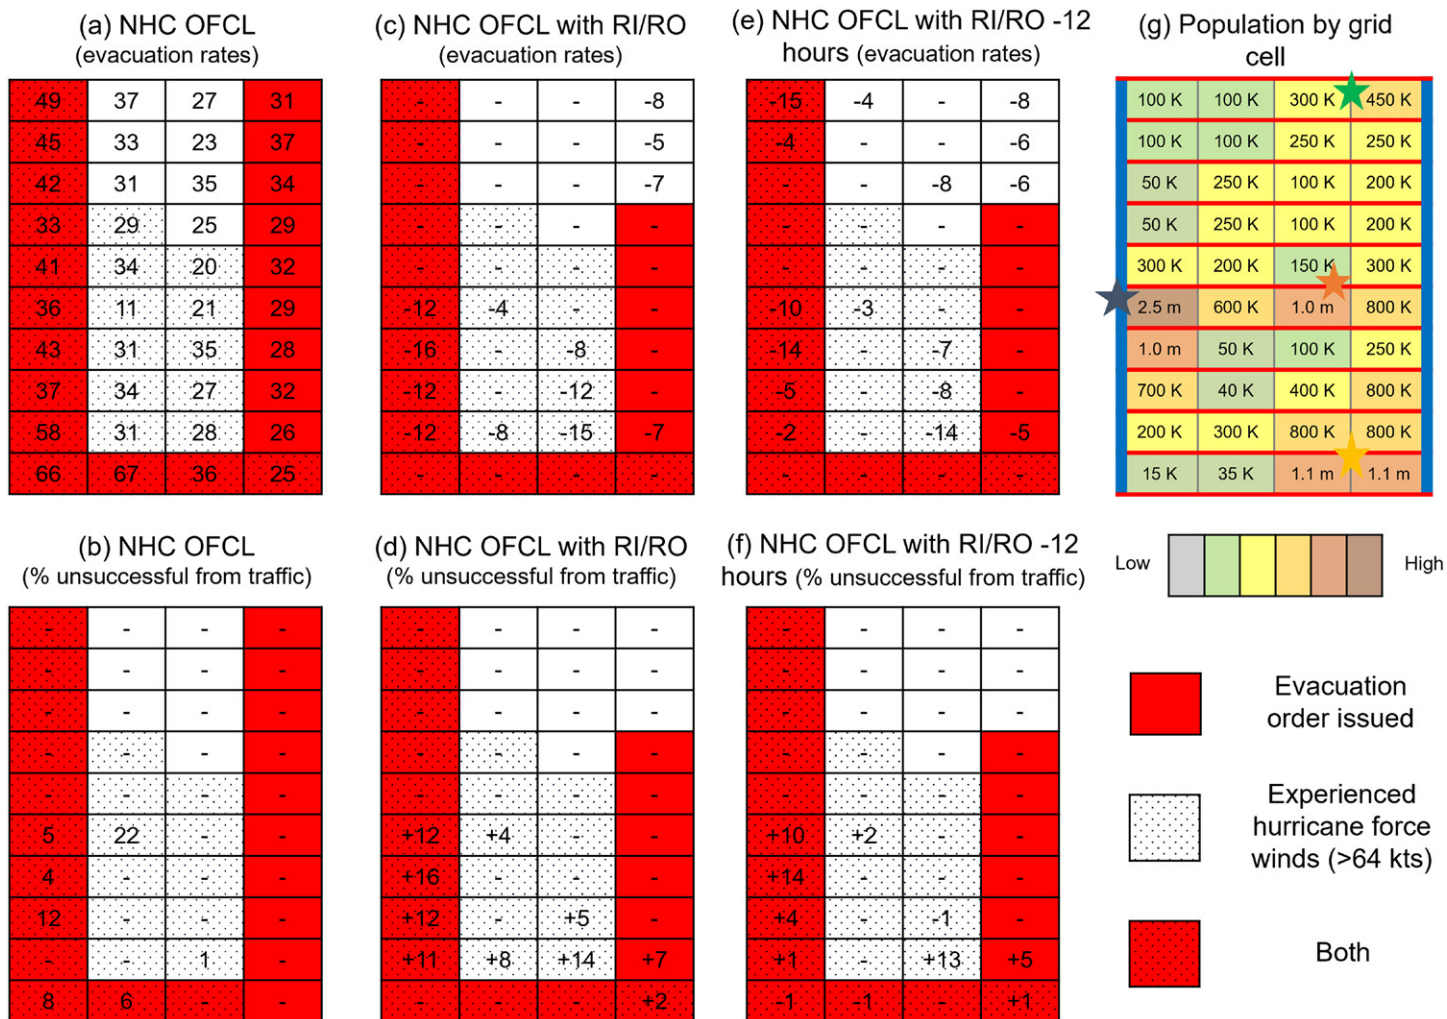 (a) NHC OFCL
(evacuation rates)
49 37 27 31
45 33 23 37
42 31 35 34
33 29 25 29
41 34 20 32
36 11 21 29
43 31 35 28
37 34 27 32
58 31 28 26
66 67 36 25
(c) NHC OFCL with RI/RO
(evacuation rates)
- - - -8
- - - -5
- - - -7
- - - -
- - - -
-12 -4 - -
-16 - -8 -
-12 - -12 -
-12 -8 -15 -7
- - - -
(e) NHC OFCL with RI/RO -12
hours (evacuation rates)
-15 -4 - -8
-4 - - -6
- - -8 -6
- - - -
- - - -
-10 -3 - -
-14 - -7 -
-5 - -8 -
-2 - -14 -5
- - - -
(g) Population by grid
cell
100 K 100 K 300 K 450 K
100 K 100 K 250 K 250 K
50 K 250 K 100 K 200 K
50 K 250 K 100 K 200 K
300 K 200 K 150 K 300 K
2.5 m 600 K 1.0 m 800 K
1.0 m 50 K 100 K 250 K
700 K 40 K 400 K 800 K
200 K 300 K 800 K 800 K
15 K 35 K 1.1 m 1.1 m
(b) NHC OFCL
(% unsuccessful from traffic)
- - - -
- - - -
- - - -
- - - -
- - - -
5 22 - -
4 - - -
12 - - -
- - 1 -
8 6 - -
(d) NHC OFCL with RI/RO
(% unsuccessful from traffic)
- - - -
- - - -
- - - -
- - - -
- - - -
+12 +4 - -
+16 - - -
+12 - +5 -
+11 +8 +14 +7
- - - +2
(f) NHC OFCL with RI/RO -12
hours (% unsuccessful from traffic)
- - - -
- - - -
- - - -
- - - -
- - - -
+10 +2 - -
+14 - - -
+4 - -1 -
+1 - +13 +5
-1 -1 - +1
Low High
Evacuation
order issued
Experienced
hurricane force
winds (>64 kts)
Both